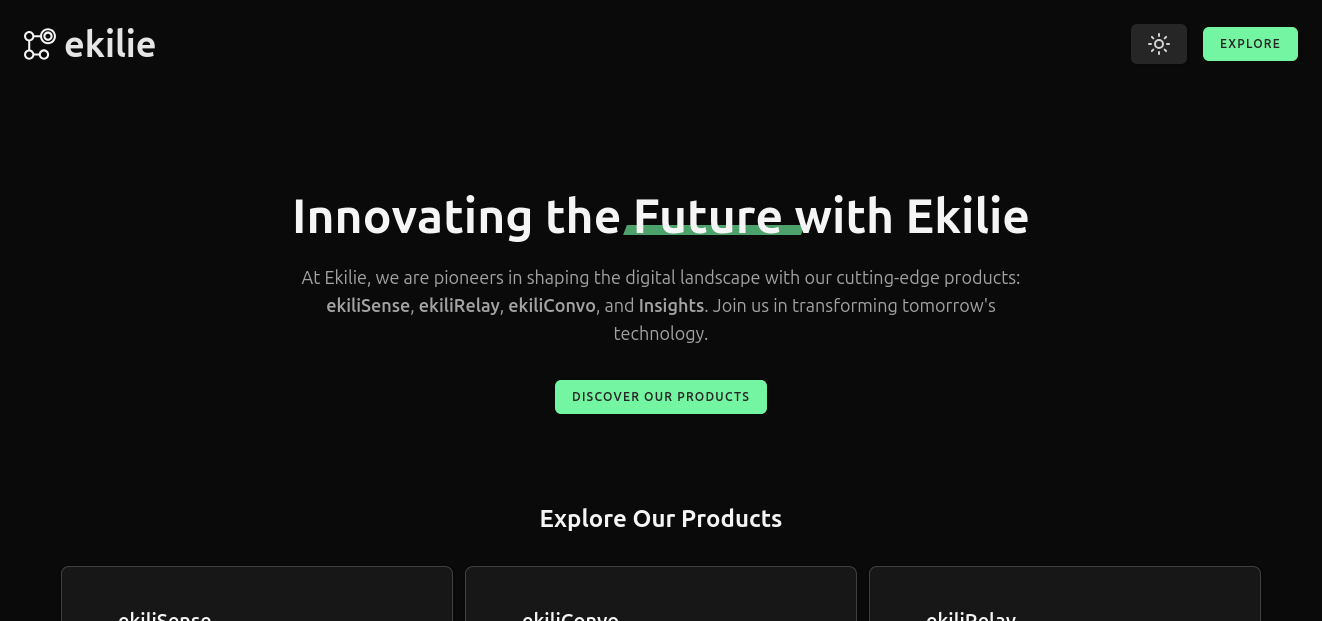 ekilie
EXPLORE
Innovating the Future with Ekilie
At Ekilie, we are pioneers in shaping the digital landscape with our cutting-edge products:
ekiliSense, ekiliRelay, ekiliConvo, and Insights. Join us in transforming tomorrow's
technology.
DISCOVER OUR PRODUCTS
Explore Our Products
ekiliSense
ekiliConvo
ekiliRelay